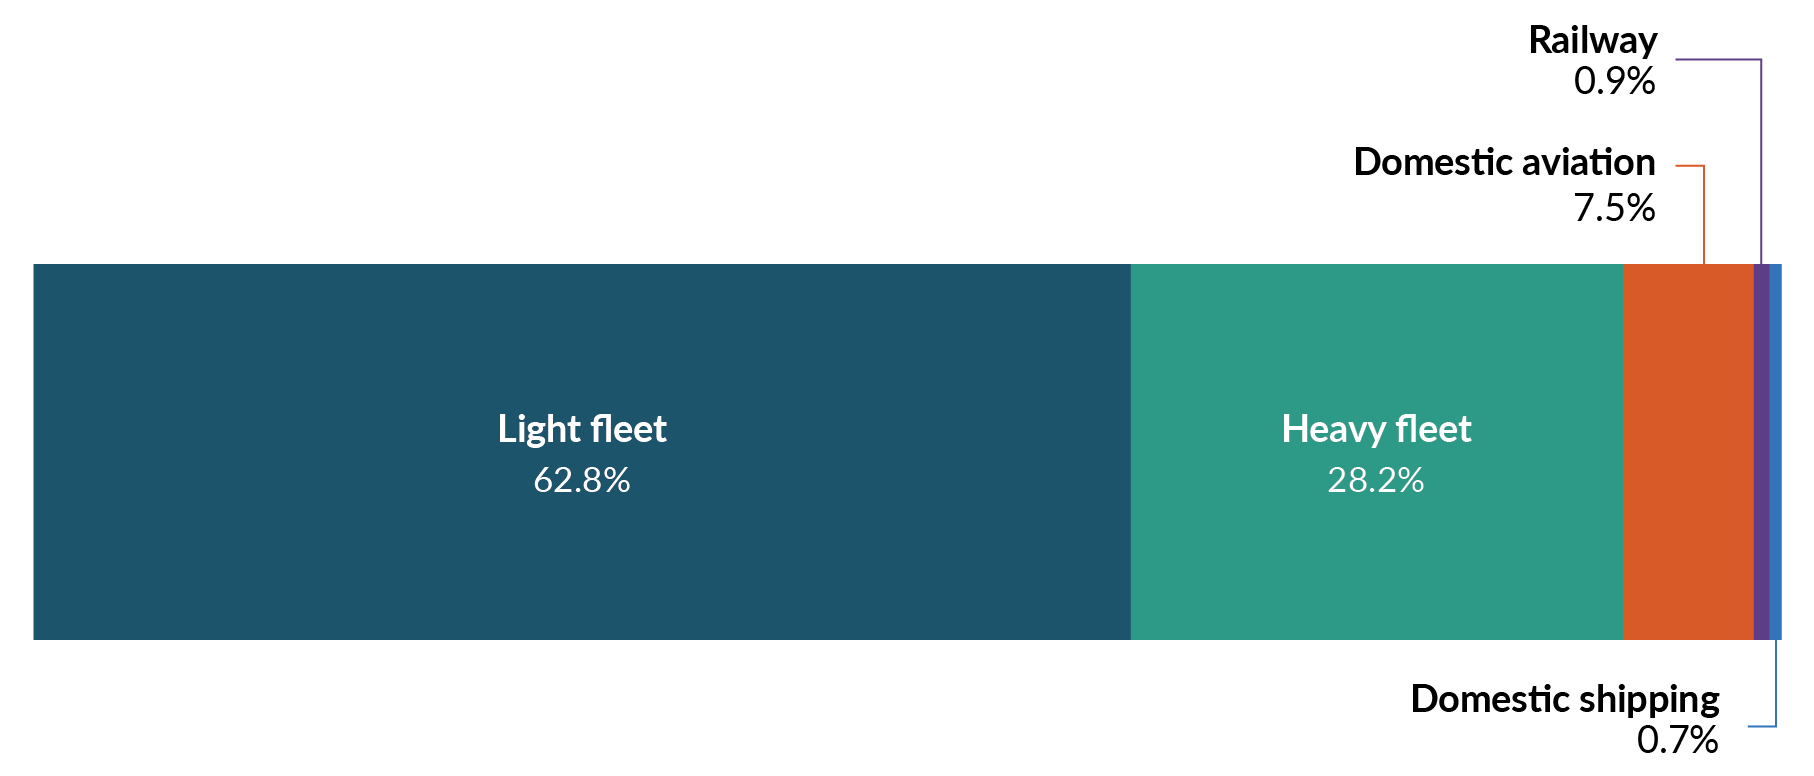 Railway
0.9%
Domestic aviation
7.5%
Light fleet
62.8%
Heavy fleet
28.2%
Domestic shipping
0.7%